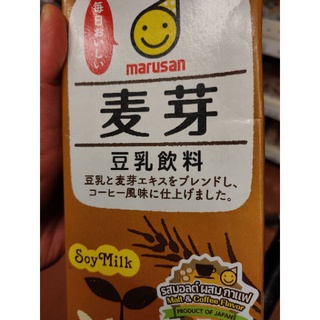 毎日おいしい
marusan
麦芽
豆乳飲料
豆乳と麦芽エキスをブレンドし、
コーヒー風味に仕上げました。
Soy Milk
รสมอลต์ ผสม กาแฟ
Malt & Coffee Flavor
PRODUCT OF JAPAN